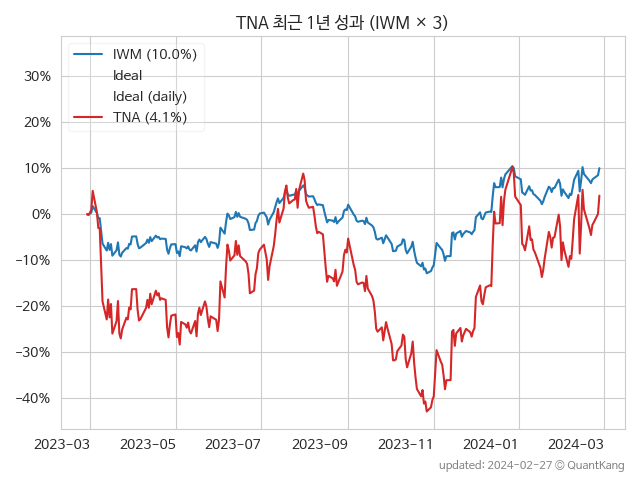 TNA 최근 1년 성과 (IWM × 3)
IWM (10.0%)
Ideal
Ideal (daily)
TNA (4.1%)
30%
20%
10%
0%
−10%
−20%
−30%
−40%
2023-03 2023-05 2023-07 2023-09 2023-11 2024-01 2024-03
updated: 2024-02-27 © QuantKang